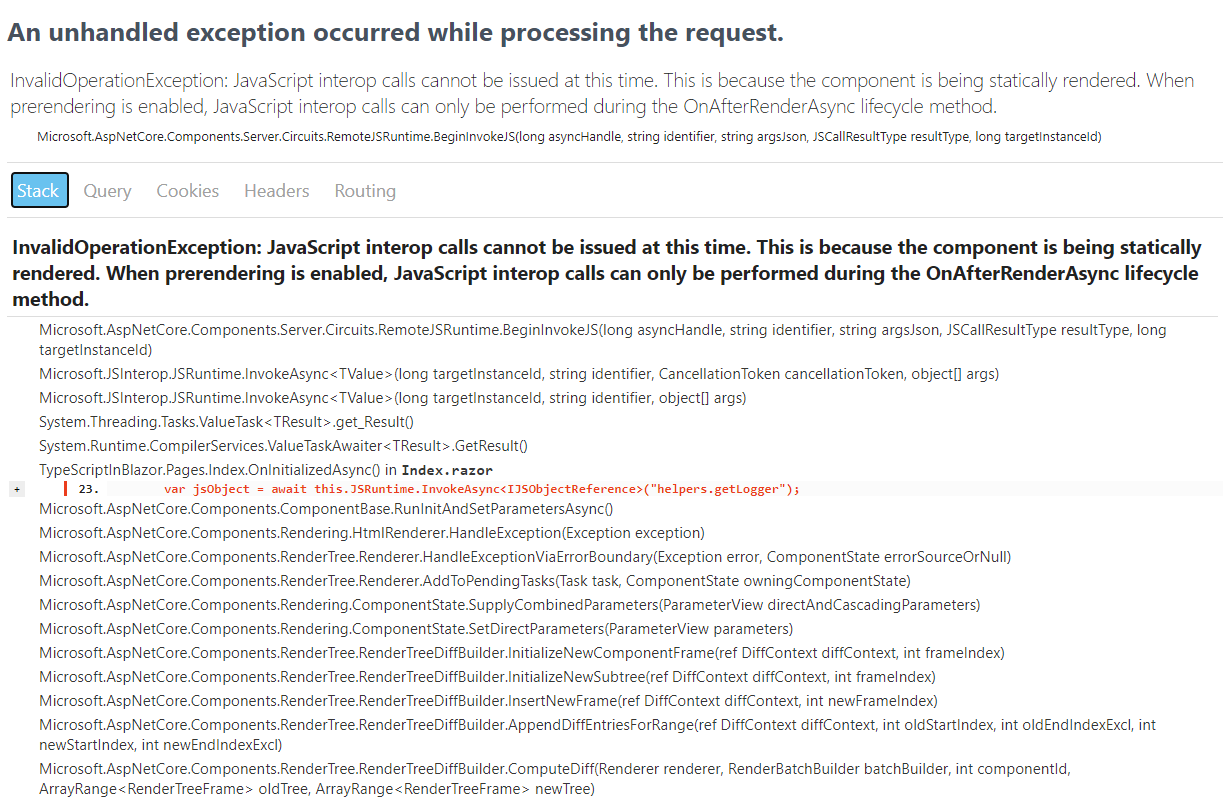 An unhandled exception occurred while processing the request.
InvalidOperationException: JavaScript interop calls cannot be issued at this time. This is because the component is being statically rendered. When
prerendering is enabled, JavaScript interop calls can only be performed during the OnAfterRenderAsync lifecycle method.
Microsoft.AspNetCore.Components.Server.Circuits.RemoteJSRuntime.BeginInvokeJS(long asyncHandle, string identifier, string argsJson, JSCallResultType resultType, long targetInstanceId)
Stack Query Cookies Headers Routing
InvalidOperationException: JavaScript interop calls cannot be issued at this time. This is because the component is being statically
rendered. When prerendering is enabled, JavaScript interop calls can only be performed during the OnAfterRenderAsync lifecycle
method.
Microsoft.AspNetCore.Components.Server.Circuits.RemoteJSRuntime.BeginInvokeJS(long asyncHandle, string identifier, string argsJson, JSCallResultType resultType, long
targetInstanceId)
Microsoft.JSInterop.JSRuntime.InvokeAsync<TValue>(long targetInstanceId, string identifier, CancellationToken cancellationToken, object[] args)
Microsoft.JSInterop.JSRuntime.InvokeAsync<TValue>(long targetInstanceId, string identifier, object[] args)
System.Threading.Tasks.ValueTask<TResult>.get_Result()
System.Runtime.CompilerServices.ValueTaskAwaiter<TResult>.GetResult()
TypeScriptInBlazor.Pages.Index.OnInitializedAsync() in Index.razor
+ 23. var jsObject = await this.JSRuntime.InvokeAsync<IJSObjectReference>("helpers.getLogger");
Microsoft.AspNetCore.Components.ComponentBase.RunInitAndSetParametersAsync()
Microsoft.AspNetCore.Components.Rendering.HtmlRenderer.HandleException(Exception exception)
Microsoft.AspNetCore.Components.RenderTree.Renderer.HandleExceptionViaErrorBoundary(Exception error, ComponentState errorSourceOrNull)
Microsoft.AspNetCore.Components.RenderTree.Renderer.AddToPendingTasks(Task task, ComponentState owningComponentState)
Microsoft.AspNetCore.Components.Rendering.ComponentState.SupplyCombinedParameters(ParameterView directAndCascadingParameters)
Microsoft.AspNetCore.Components.Rendering.ComponentState.SetDirectParameters(ParameterView parameters)
Microsoft.AspNetCore.Components.RenderTree.RenderTreeDiffBuilder.InitializeNewComponentFrame(ref DiffContext diffContext, int frameIndex)
Microsoft.AspNetCore.Components.RenderTree.RenderTreeDiffBuilder.InitializeNewSubtree(ref DiffContext diffContext, int frameIndex)
Microsoft.AspNetCore.Components.RenderTree.RenderTreeDiffBuilder.InsertNewFrame(ref DiffContext diffContext, int newFrameIndex)
Microsoft.AspNetCore.Components.RenderTree.RenderTreeDiffBuilder.AppendDiffEntriesForRange(ref DiffContext diffContext, int oldStartIndex, int oldEndIndexExcl, int
newStartIndex, int newEndIndexExcl)
Microsoft.AspNetCore.Components.RenderTree.RenderTreeDiffBuilder.ComputeDiff(Renderer renderer, RenderBatchBuilder batchBuilder, int componentId,
ArrayRange<RenderTreeFrame> oldTree, ArrayRange<RenderTreeFrame> newTree)